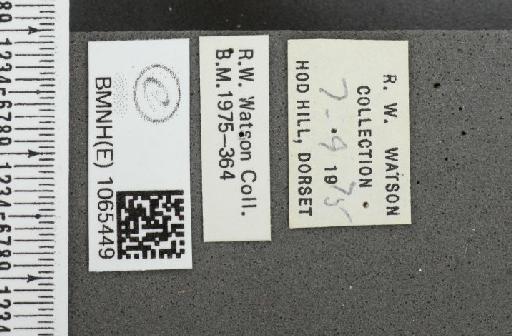 BMNH(E) 1065449
R.W. Watson Coll.
B.M. 1975-364
R. W. WATSON
COLLECTION
7-9 1975
HOD HILL, DORSET